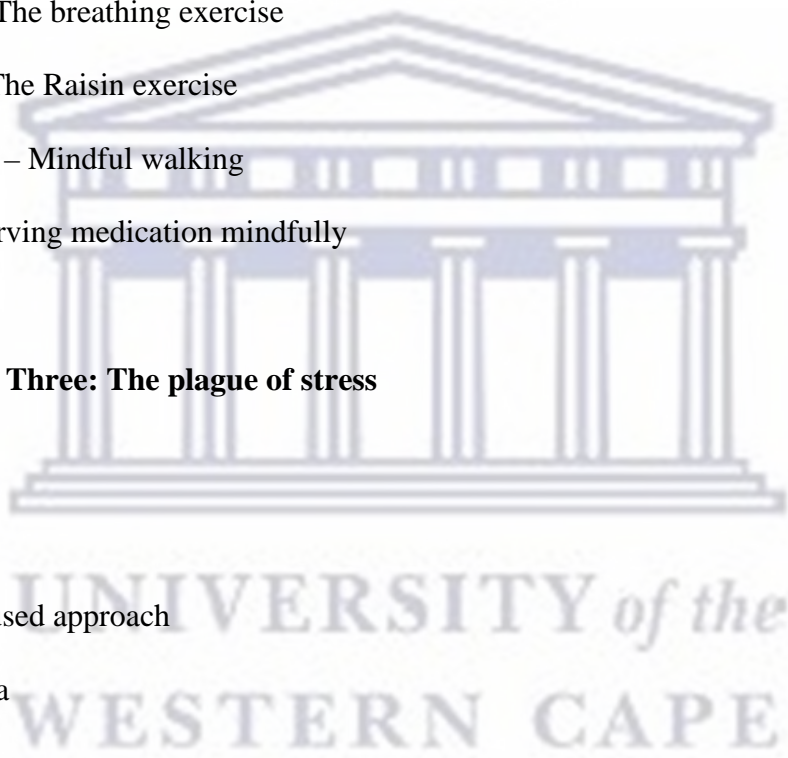 The breathing exercise
The Raisin exercise
– Mindful walking
rving medication mindfully
Three: The plague of stress
sed approach
a
UNIVERSITY of the
WESTERN CAPE